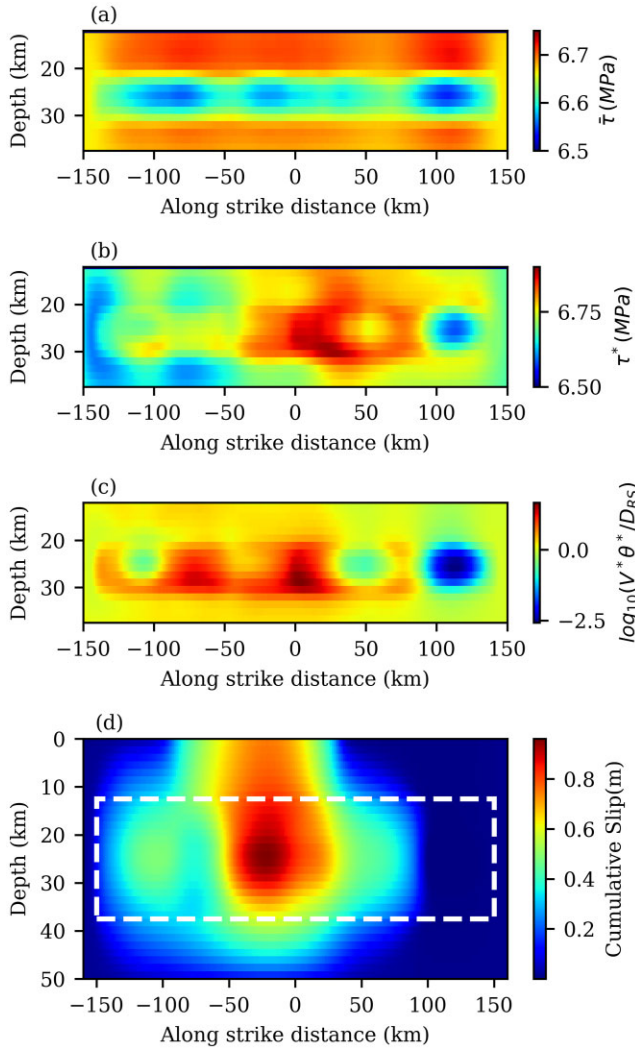 (a)
20
30
Depth (km)
−150 −100 −50 0 50 100 150
Along strike distance (km)
6.7
6.6
6.5
τ̄ (MPa)
(b)
20
30
Depth (km)
−150 −100 −50 0 50 100 150
Along strike distance (km)
6.75
6.50
τ* (MPa)
(c)
20
30
Depth (km)
−150 −100 −50 0 50 100 150
Along strike distance (km)
0.0
−2.5
log₁₀(V*θ*/D_RS)
(d)
0
10
20
30
40
50
Depth (km)
−150 −100 −50 0 50 100 150
Along strike distance (km)
0.8
0.6
0.4
0.2
Cumulative Slip(m)